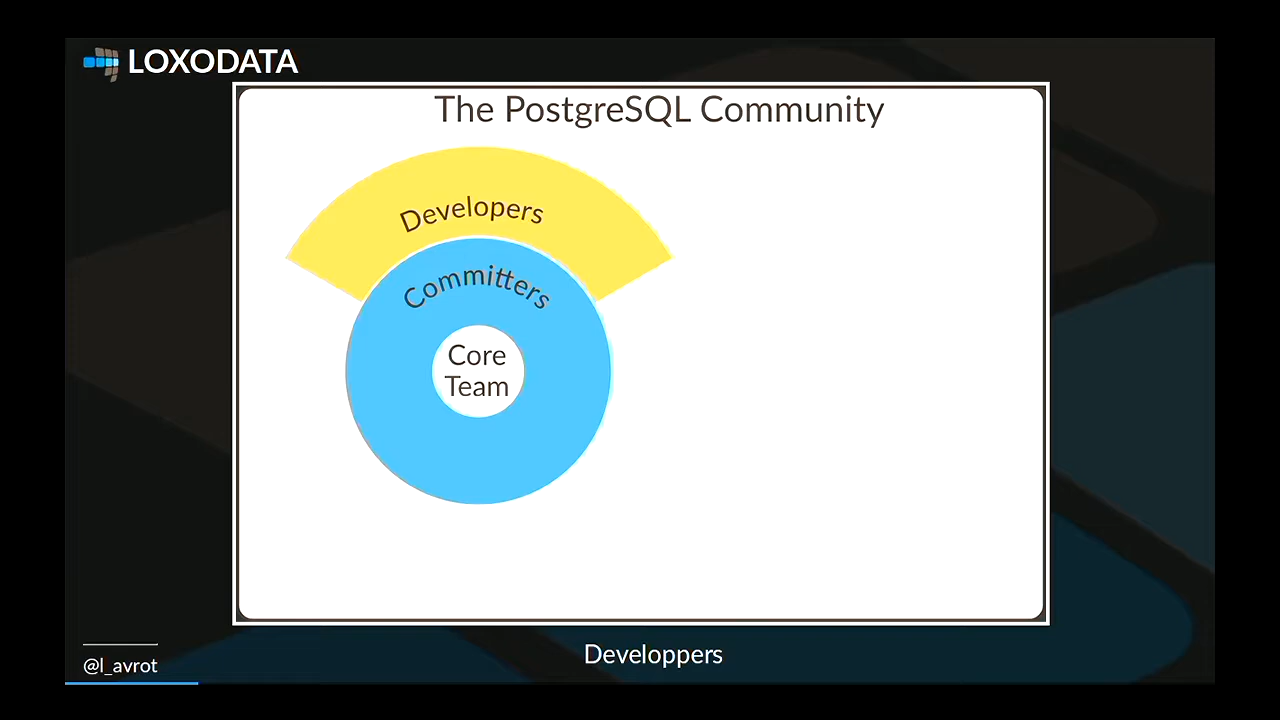 LOXODATA
The PostgreSQL Community
Developers
Committers
Core
Team
Developpers
@l_avrot